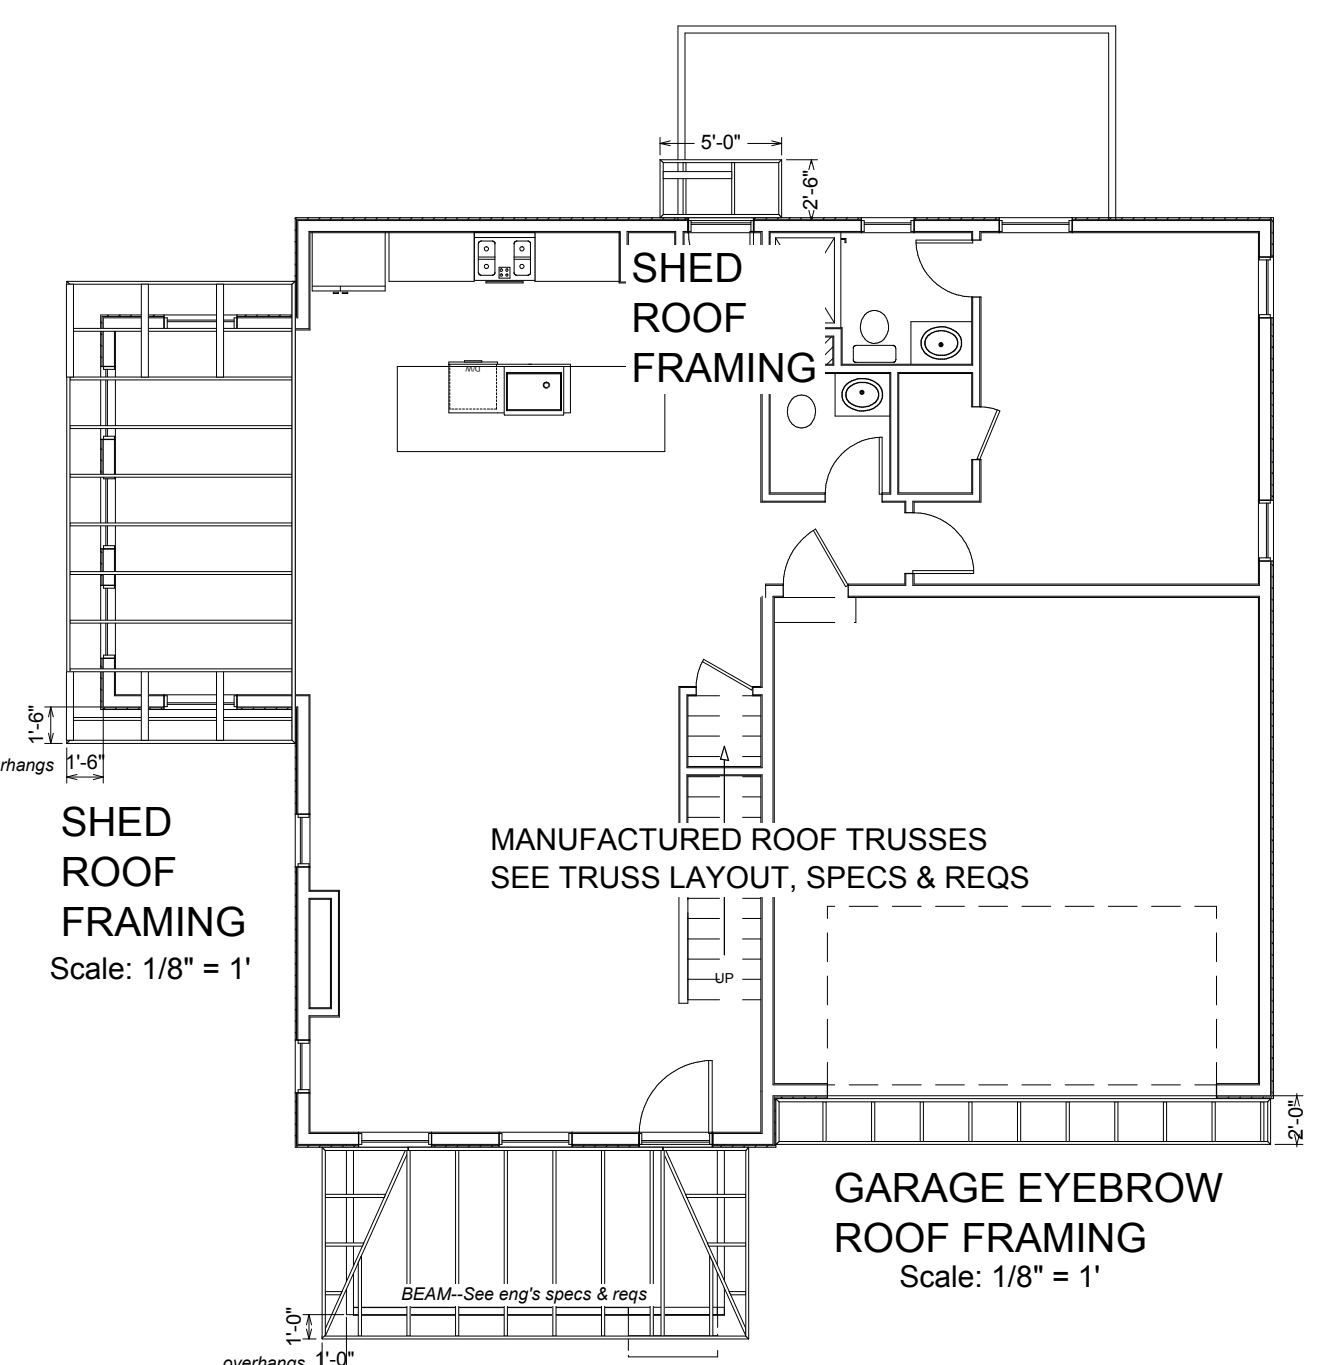 5'-0"
2'-6"
SHED
ROOF
FRAMING
D/W
1'-6"
rhangs 1'-6"
SHED
ROOF
FRAMING
Scale: 1/8" = 1'
MANUFACTURED ROOF TRUSSES
SEE TRUSS LAYOUT, SPECS & REQS
UP
2'-0"
GARAGE EYEBROW
ROOF FRAMING
Scale: 1/8" = 1'
BEAM--See eng's specs & reqs
1'-0"
overhangs 1'-0"